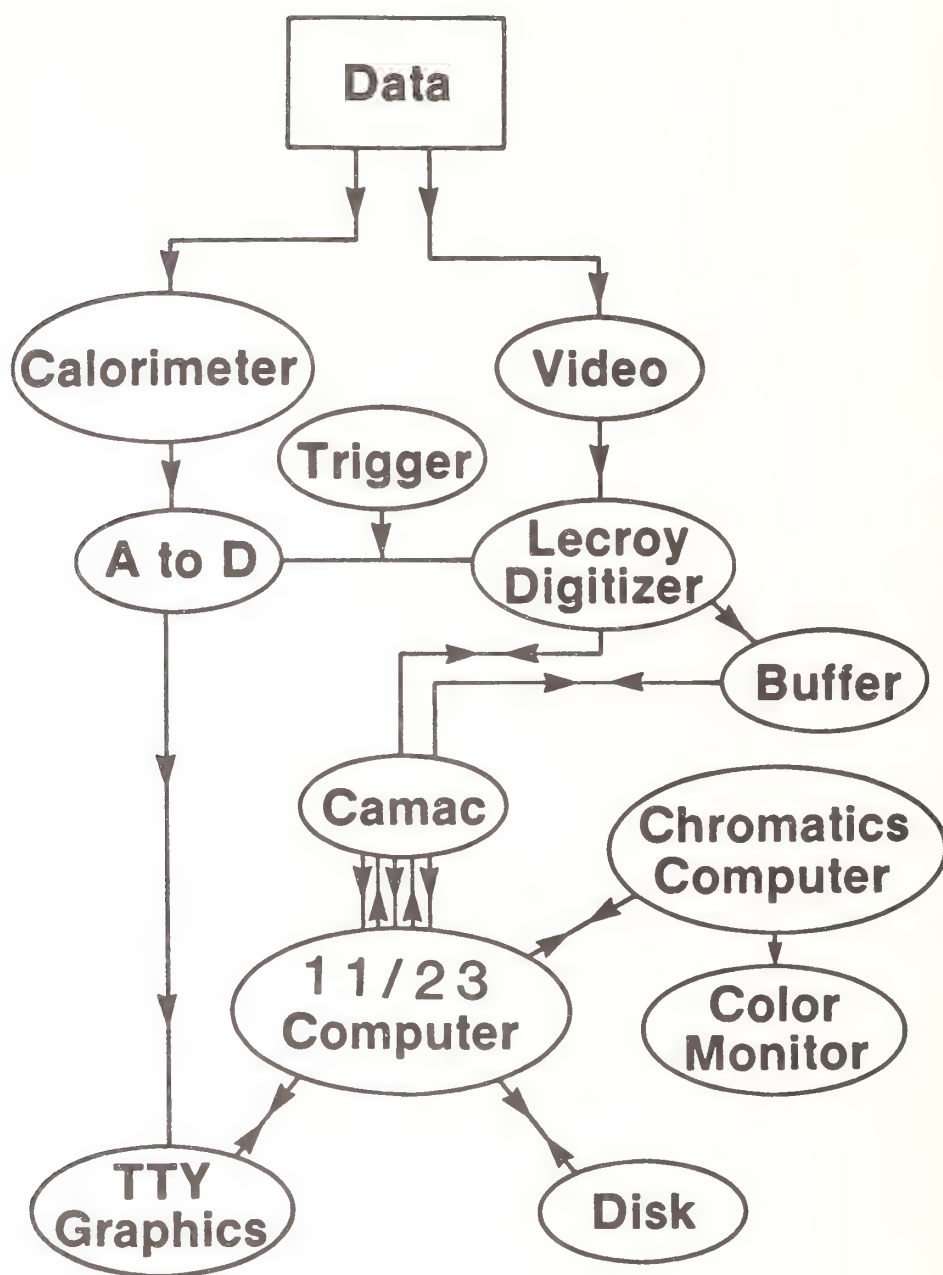 Data
Calorimeter
Video
Trigger
A to D
Lecroy
Digitizer
Buffer
Camac
Chromatics
Computer
11/23
Computer
Color
Monitor
TTY
Graphics
Disk